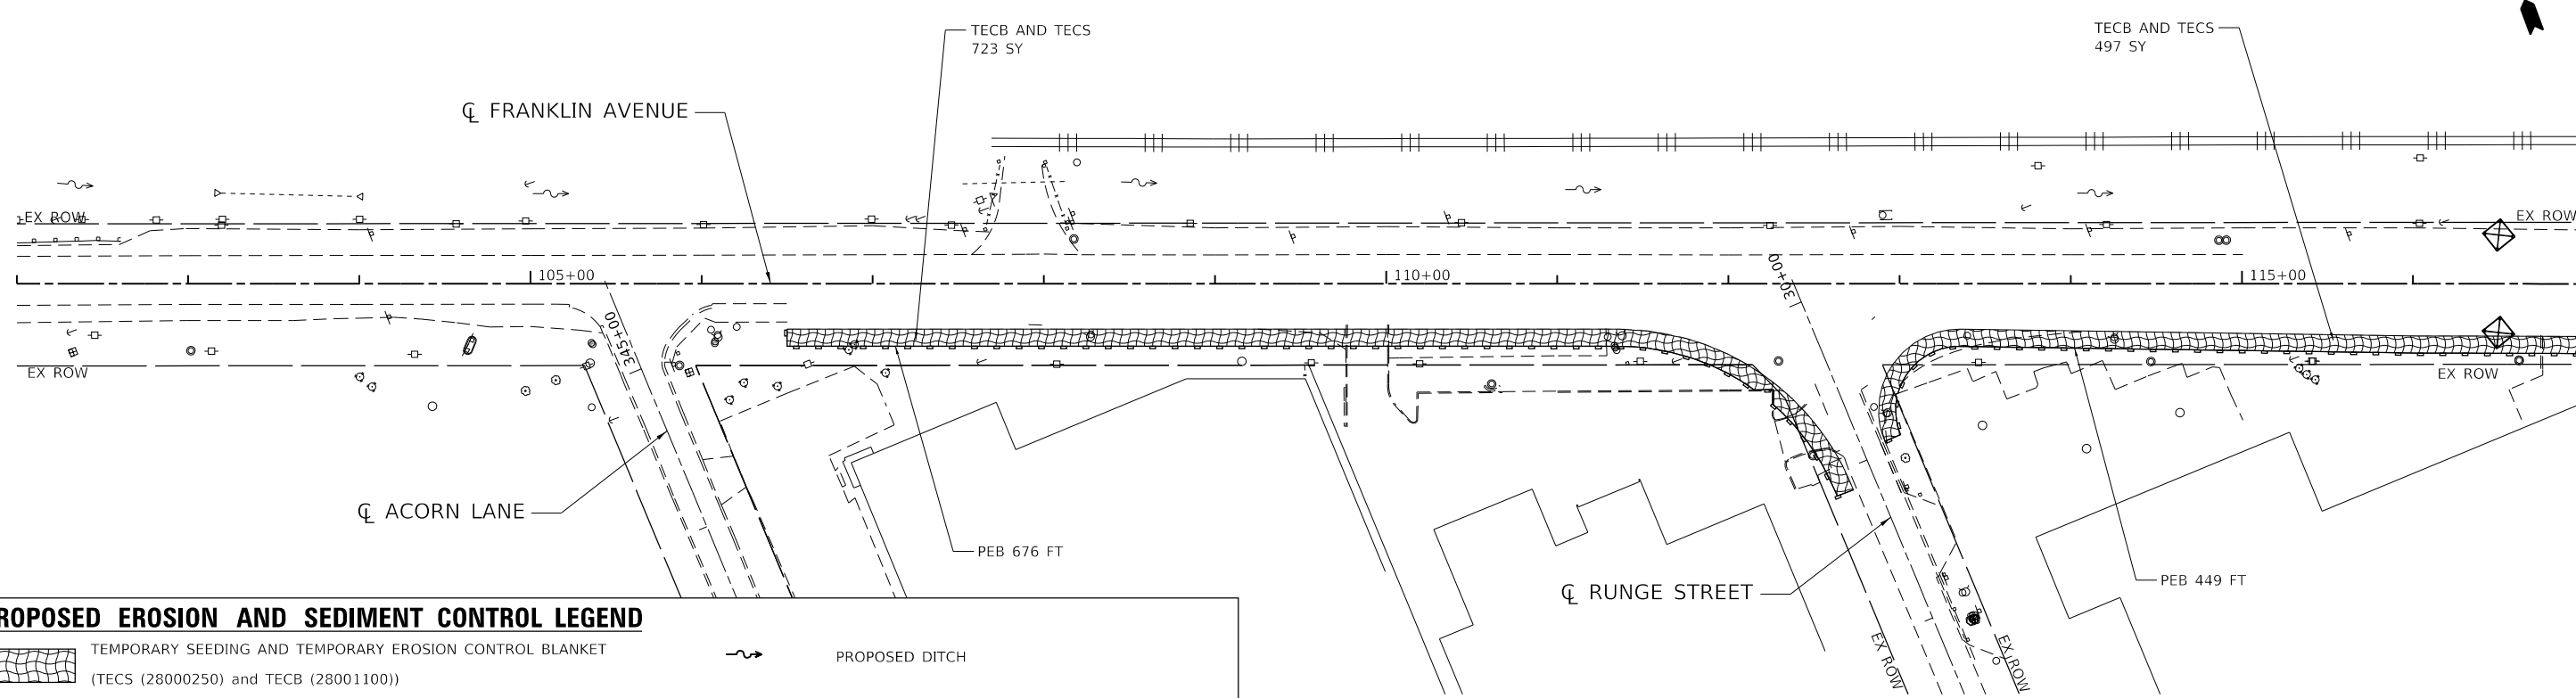 TECB AND TECS
723 SY
TECB AND TECS
497 SY
℄ FRANKLIN AVENUE
EX ROW
EX ROW
105+00
110+00
115+00
345+00
30+00
EX ROW
EX ROW
℄ ACORN LANE
PEB 676 FT
PEB 449 FT
℄ RUNGE STREET
EX ROW
EX ROW
ROPOSED EROSION AND SEDIMENT CONTROL LEGEND
TEMPORARY SEEDING AND TEMPORARY EROSION CONTROL BLANKET
(TECS (28000250) and TECB (28001100))
PROPOSED DITCH